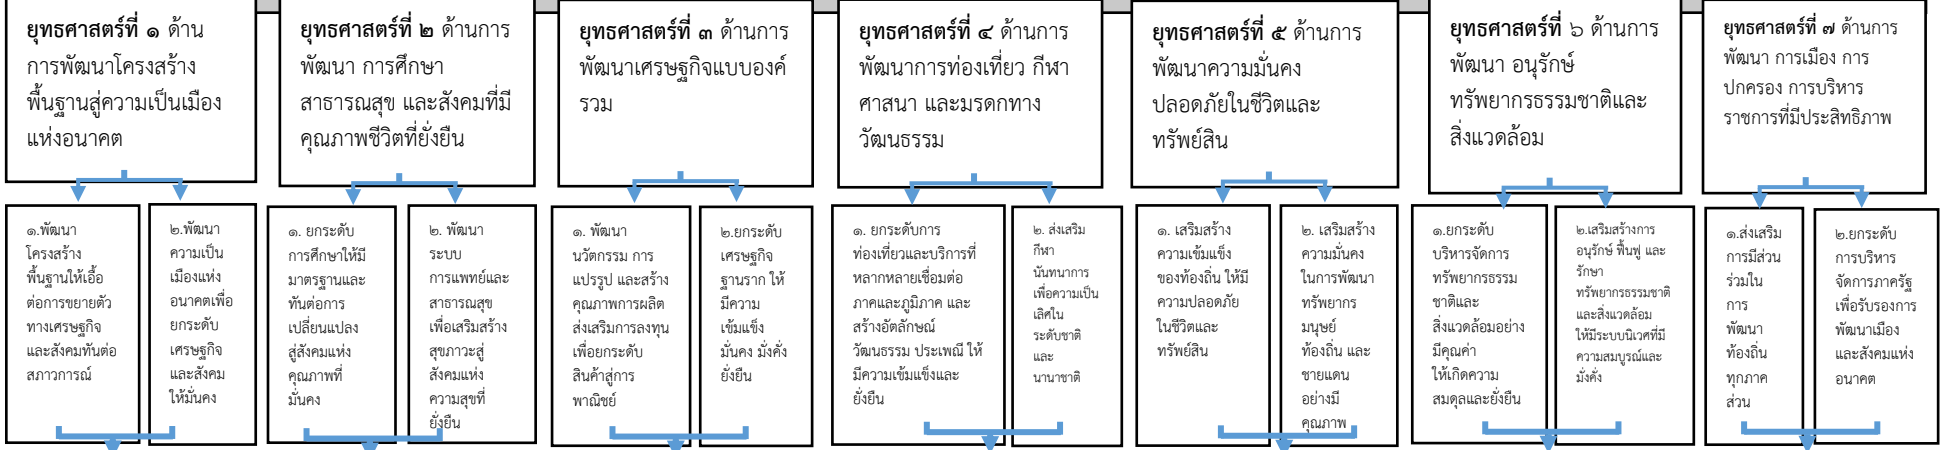 ยุทธศาสตร์ที่ ๑ ด้าน
การพัฒนาโครงสร้าง
พื้นฐานสู่ความเป็นเมือง
แห่งอนาคต
ยุทธศาสตร์ที่ ๒ ด้านการ
พัฒนา การศึกษา
สาธารณสุข และสังคมที่มี
คุณภาพชีวิตที่ยั่งยืน
ยุทธศาสตร์ที่ ๓ ด้านการ
พัฒนาเศรษฐกิจแบบองค์
รวม
ยุทธศาสตร์ที่ ๔ ด้านการ
พัฒนาการท่องเที่ยว กีฬา
ศาสนา และมรดกทาง
วัฒนธรรม
ยุทธศาสตร์ที่ ๕ ด้านการ
พัฒนาความมั่นคง
ปลอดภัยในชีวิตและ
ทรัพย์สิน
ยุทธศาสตร์ที่ ๖ ด้านการ
พัฒนา อนุรักษ์
ทรัพยากรธรรมชาติและ
สิ่งแวดล้อม
ยุทธศาสตร์ที่ ๗ ด้านการ
พัฒนา การเมือง การ
ปกครอง การบริหาร
ราชการที่มีประสิทธิภาพ
๑.พัฒนา
โครงสร้าง
พื้นฐานให้เอื้อ
ต่อการขยายตัว
ทางเศรษฐกิจ
และสังคมทันต่อ
สภาวการณ์
๒.พัฒนา
ความเป็น
เมืองแห่ง
อนาคตเพื่อ
ยกระดับ
เศรษฐกิจ
และสังคม
ให้มั่นคง
๑. ยกระดับ
การศึกษาให้มี
มาตรฐานและ
ทันต่อการ
เปลี่ยนแปลง
สู่สังคมแห่ง
คุณภาพที่
มั่นคง
๒. พัฒนา
ระบบ
การแพทย์และ
สาธารณสุข
เพื่อเสริมสร้าง
สุขภาวะสู่
สังคมแห่ง
ความสุขที่
ยั่งยืน
๑. พัฒนา
นวัตกรรม การ
แปรรูป และสร้าง
คุณภาพการผลิต
ส่งเสริมการลงทุน
เพื่อยกระดับ
สินค้าสู่การ
พาณิชย์
๒.ยกระดับ
เศรษฐกิจ
ฐานราก ให้
มีความ
เข้มแข็ง
มั่นคง มั่งคั่ง
ยั่งยืน
๑. ยกระดับการ
ท่องเที่ยวและบริการที่
หลากหลายเชื่อมต่อ
ภาคและภูมิภาค และ
สร้างอัตลักษณ์
วัฒนธรรม ประเพณี ให้
มีความเข้มแข็งและ
ยั่งยืน
๒. ส่งเสริม
กีฬา
นันทนาการ
เพื่อความเป็น
เลิศใน
ระดับชาติ
และ
นานาชาติ
๑. เสริมสร้าง
ความเข้มแข็ง
ของท้องถิ่น ให้มี
ความปลอดภัย
ในชีวิตและ
ทรัพย์สิน
๒. เสริมสร้าง
ความมั่นคง
ในการพัฒนา
ทรัพยากร
มนุษย์
ท้องถิ่น และ
ชายแดน
อย่างมี
คุณภาพ
๑.ยกระดับ
บริหารจัดการ
ทรัพยากรธรรม
ชาติและ
สิ่งแวดล้อมอย่าง
มีคุณค่า
ให้เกิดความ
สมดุลและยั่งยืน
๒.เสริมสร้างการ
อนุรักษ์ ฟื้นฟู และ
รักษา
ทรัพยากรธรรมชาติ
และสิ่งแวดล้อม
ให้มีระบบนิเวศที่มี
ความสมบูรณ์และ
มั่งคั่ง
๑.ส่งเสริม
การมีส่วน
ร่วมใน
การ
พัฒนา
ท้องถิ่น
ทุกภาค
ส่วน
๒.ยกระดับ
การบริหาร
จัดการภาครัฐ
เพื่อรับรองการ
พัฒนาเมือง
และสังคมแห่ง
อนาคต